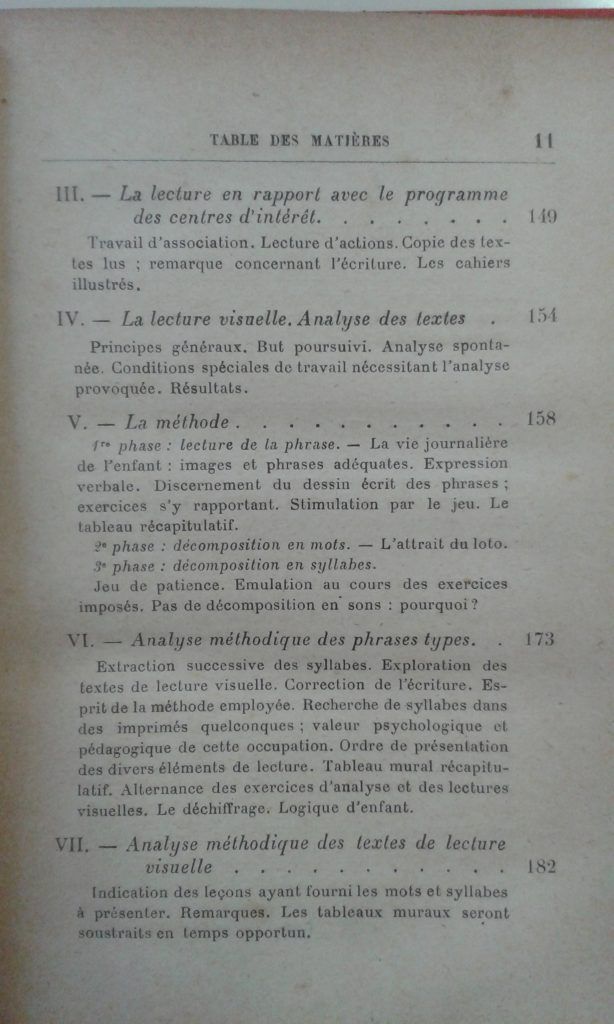 TABLE DES MATIÈRES 11
III. — La lecture en rapport avec le programme
des centres d'intérêt. . . . . . . . . 149
Travail d'association. Lecture d'actions. Copie des tex-
tes lus ; remarque concernant l'écriture. Les cahiers
illustrés.
IV. — La lecture visuelle. Analyse des textes . 154
Principes généraux. But poursuivi. Analyse sponta-
née. Conditions spéciales de travail nécessitant l'analyse
provoquée. Résultats.
V. — La méthode . . . . . . . . . . . 158
1re phase : lecture de la phrase. — La vie journalière
de l'enfant : images et phrases adéquates. Expression
verbale. Discernement du dessin écrit des phrases ;
exercices s'y rapportant. Stimulation par le jeu. Le
tableau récapitulatif.
2e phase : décomposition en mots. — L'attrait du loto.
3e phase : décomposition en syllabes.
Jeu de patience. Emulation au cours des exercices
imposés. Pas de décomposition en sons : pourquoi ?
VI. — Analyse méthodique des phrases types. . 173
Extraction successive des syllabes. Exploration des
textes de lecture visuelle. Correction de l'écriture. Es-
prit de la méthode employée. Recherche de syllabes dans
des imprimés quelconques ; valeur psychologique et
pédagogique de cette occupation. Ordre de présentation
des divers éléments de lecture. Tableau mural récapitu-
latif. Alternance des exercices d'analyse et des lectures
visuelles. Le déchiffrage. Logique d'enfant.
VII. — Analyse méthodique des textes de lecture
visuelle . . . . . . . . . . . 182
Indication des leçons ayant fourni les mots et syllabes
à présenter. Remarques. Les tableaux muraux seront
soustraits en temps opportun.